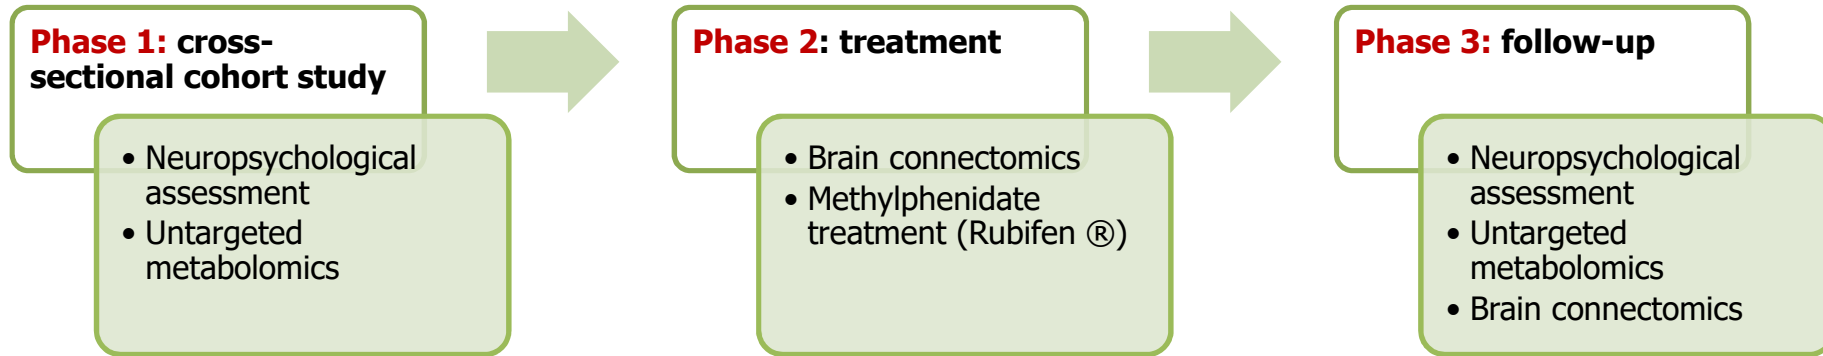 Phase 1: cross-
sectional cohort study
• Neuropsychological
assessment
• Untargeted
metabolomics
Phase 2: treatment
• Brain connectomics
• Methylphenidate
treatment (Rubifen ®)
Phase 3: follow-up
• Neuropsychological
assessment
• Untargeted
metabolomics
• Brain connectomics